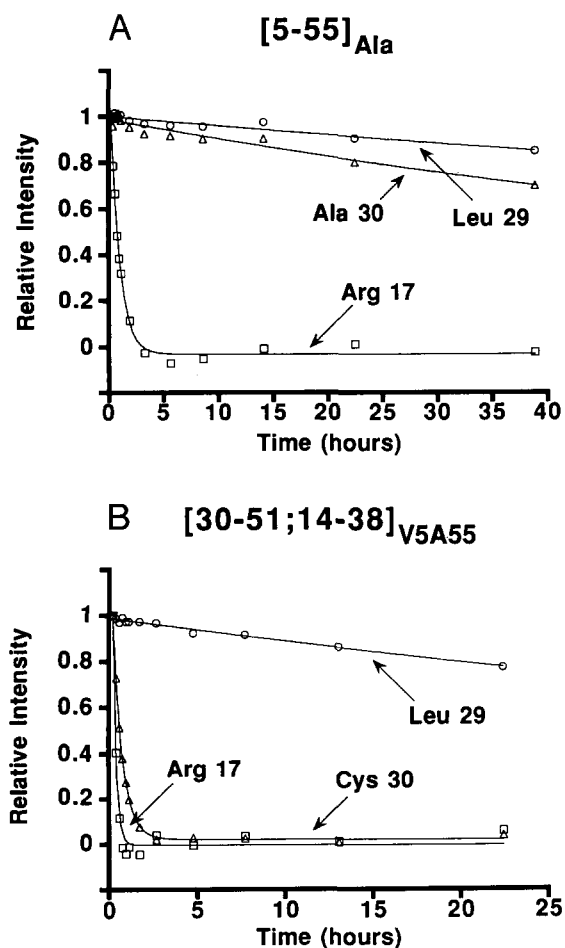 A
[5-55]Ala
Relative Intensity
1
0.8
0.6
0.4
0.2
0
Ala 30
Leu 29
Arg 17
0 5 10 15 20 25 30 35 40
Time (hours)
B
[30-51;14-38]V5A55
Relative Intensity
1
0.8
0.6
0.4
0.2
0
Leu 29
Arg 17
Cys 30
0 5 10 15 20 25
Time (hours)